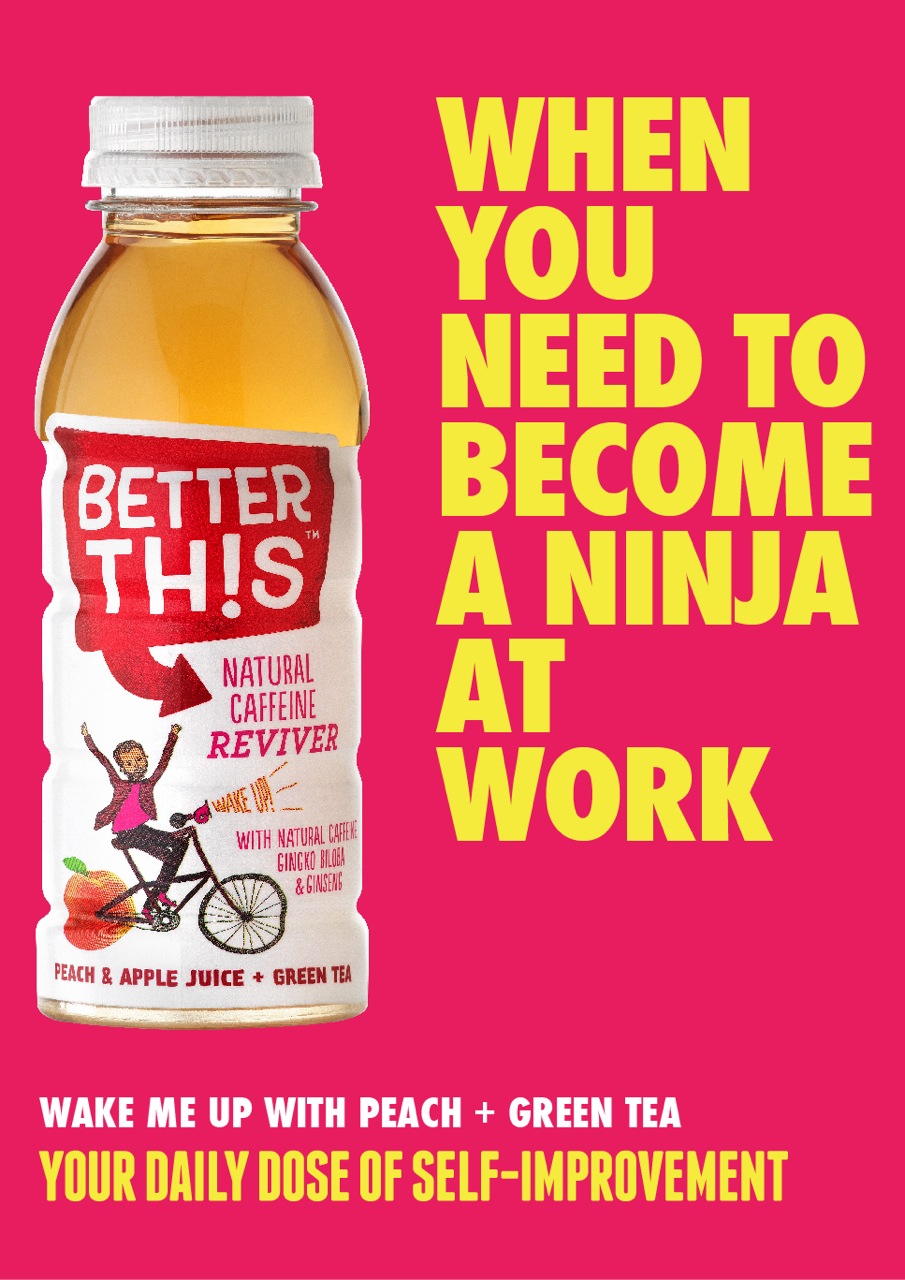 WHEN
YOU
NEED TO
BECOME
A NINJA
AT
WORK
BETTER
TH!S™
NATURAL
CAFFEINE
REVIVER
WAKE UP!
WITH NATURAL CAFFEINE
GINGKO BILOBA
& GINSENG
PEACH & APPLE JUICE + GREEN TEA
WAKE ME UP WITH PEACH + GREEN TEA
YOUR DAILY DOSE OF SELF-IMPROVEMENT